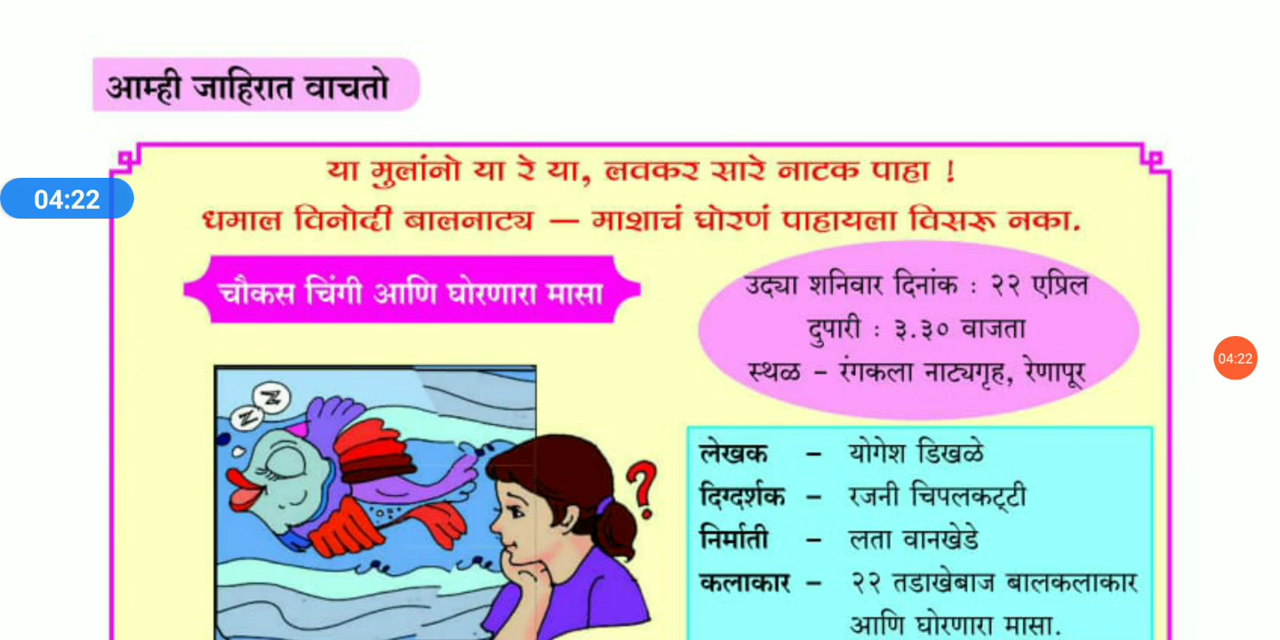 आम्ही जाहिरात वाचतो
या मुलांनो या रे या, लवकर सारे नाटक पाहा !
धमाल विनोदी बालनाट्य – माशाचं घोरणं पाहायला विसरू नका.
04:22
चौकस चिंगी आणि घोरणारा मासा
उद्या शनिवार दिनांक : २२ एप्रिल
दुपारी : ३.३० वाजता
स्थळ – रंगकला नाट्यगृह, रेणापूर
04:22
Z
Z
?
लेखक – योगेश डिखळे
दिग्दर्शक – रजनी चिपलकट्टी
निर्माती – लता वानखेडे
कलाकार – २२ तडाखेबाज बालकलाकार
आणि घोरणारा मासा.